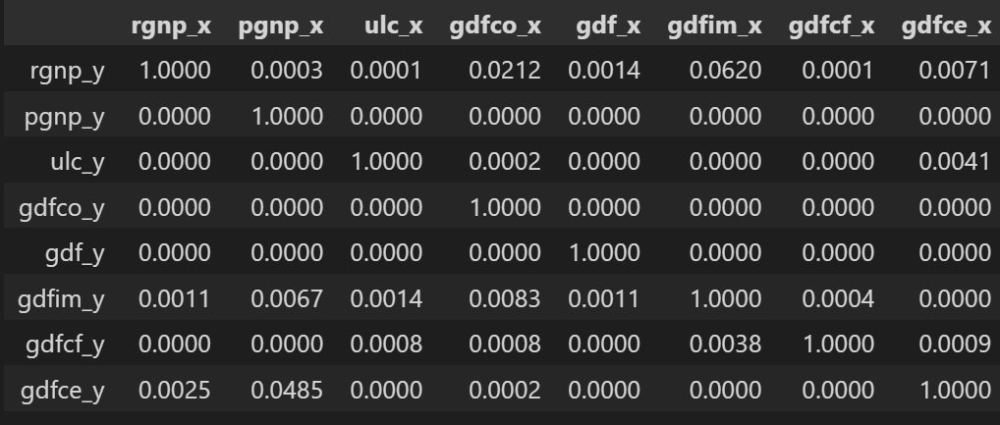 rgnp_x pgnp_x ulc_x gdfco_x gdf_x gdfim_x gdfcf_x gdfce_x
rgnp_y 1.0000 0.0003 0.0001 0.0212 0.0014 0.0620 0.0001 0.0071
pgnp_y 0.0000 1.0000 0.0000 0.0000 0.0000 0.0000 0.0000 0.0000
ulc_y 0.0000 0.0000 1.0000 0.0002 0.0000 0.0000 0.0000 0.0041
gdfco_y 0.0000 0.0000 0.0000 1.0000 0.0000 0.0000 0.0000 0.0000
gdf_y 0.0000 0.0000 0.0000 0.0000 1.0000 0.0000 0.0000 0.0000
gdfim_y 0.0011 0.0067 0.0014 0.0083 0.0011 1.0000 0.0004 0.0000
gdfcf_y 0.0000 0.0000 0.0008 0.0008 0.0000 0.0038 1.0000 0.0009
gdfce_y 0.0025 0.0485 0.0000 0.0002 0.0000 0.0000 0.0000 1.0000